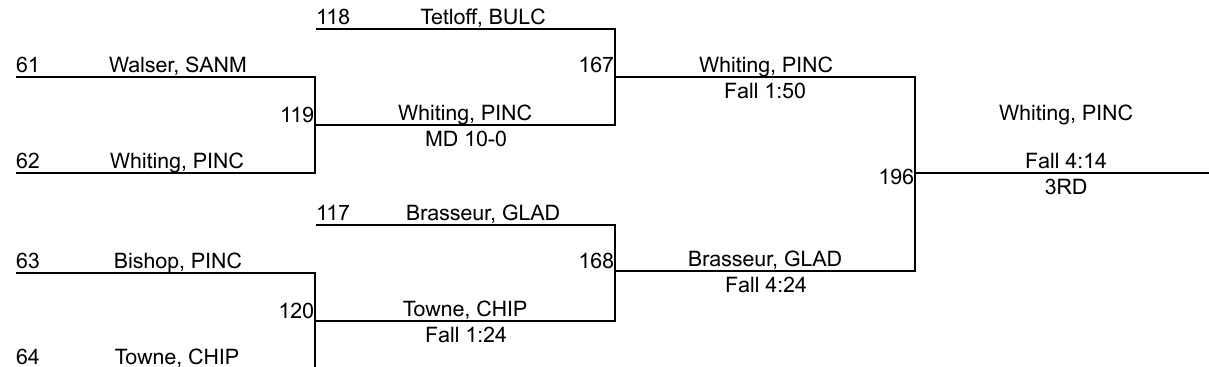 118 Tetloff, BULC
61 Walser, SANM
167 Whiting, PINC
Fall 1:50
119 Whiting, PINC
MD 10-0
Whiting, PINC
62 Whiting, PINC
196 Fall 4:14
3RD
117 Brasseur, GLAD
63 Bishop, PINC
168 Brasseur, GLAD
Fall 4:24
120 Towne, CHIP
Fall 1:24
64 Towne, CHIP